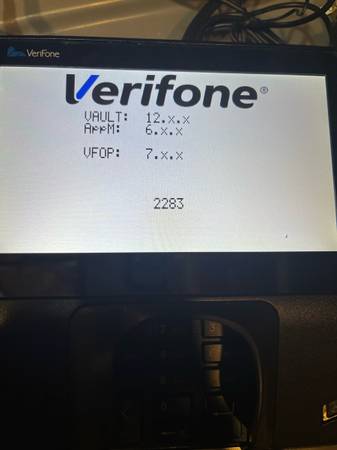 VeriFone
Verifone®
VAULT: 12.x.x
AppM: 6.x.x
VFOP: 7.x.x
2283